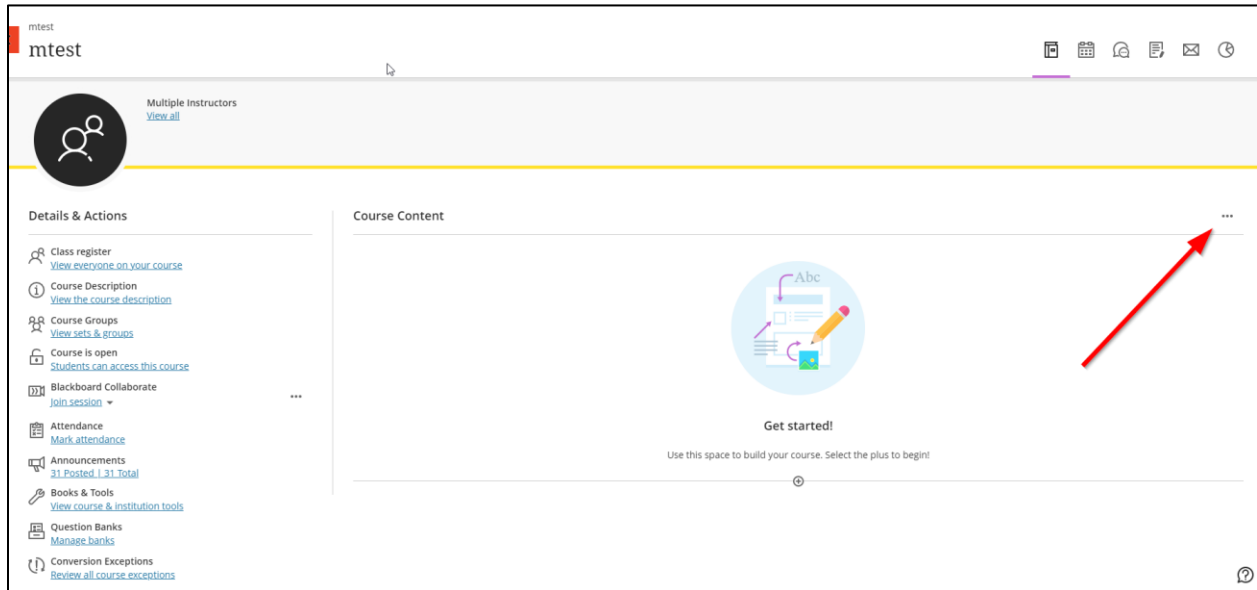 mtest
mtest
Multiple Instructors
View all
Details & Actions
Class register
View everyone on your course
Course Description
View the course description
Course Groups
View sets & groups
Course is open
Students can access this course
Blackboard Collaborate
Join session
Attendance
Mark attendance
Announcements
31 Posted | 31 Total
Books & Tools
View course & institution tools
Question Banks
Manage banks
Conversion Exceptions
Review all course exceptions
Course Content
Abc
Get started!
Use this space to build your course. Select the plus to begin!